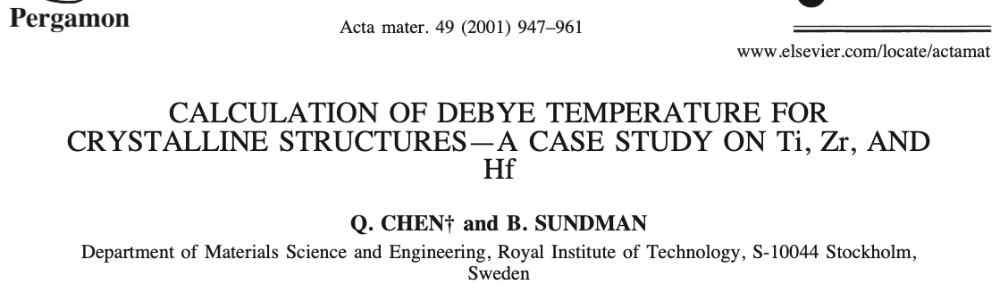 Pergamon
Acta mater. 49 (2001) 947–961
www.elsevier.com/locate/actamat
CALCULATION OF DEBYE TEMPERATURE FOR
CRYSTALLINE STRUCTURES—A CASE STUDY ON Ti, Zr, AND
Hf
Q. CHEN† and B. SUNDMAN
Department of Materials Science and Engineering, Royal Institute of Technology, S-10044 Stockholm,
Sweden